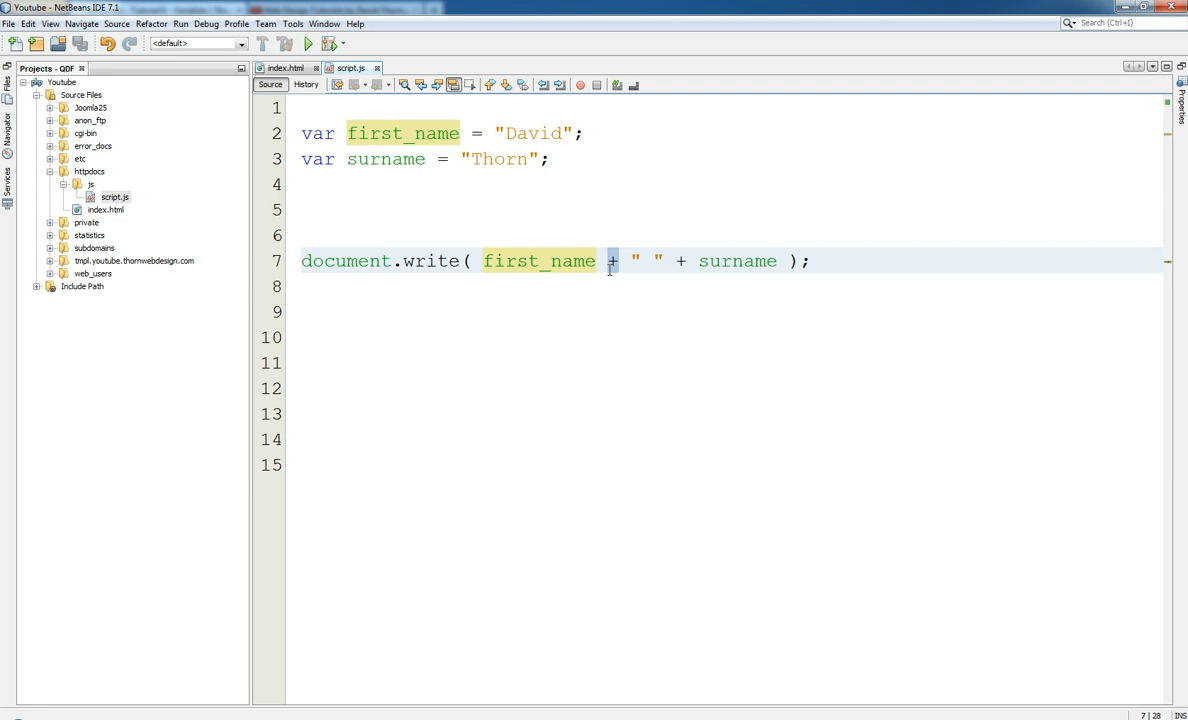 Youtube - NetBeans IDE 7.1
File Edit View Navigate Source Refactor Run Debug Profile Team Tools Window Help
Search (Ctrl+I)
<default>
Projects - QDF
index.html script.js
Source History
Files
Navigator
Services
Properties
Youtube
Source Files
Joomla25
anon_ftp
cgi-bin
error_docs
etc
httpdocs
js
script.js
index.html
private
statistics
subdomains
tmpl.youtube.thornwebdesign.com
web_users
Include Path
1
2 var first_name = "David";
3 var surname = "Thorn";
4
5
6
7 document.write( first_name + " " + surname );
8
9
10
11
12
13
14
15
7 | 28 INS